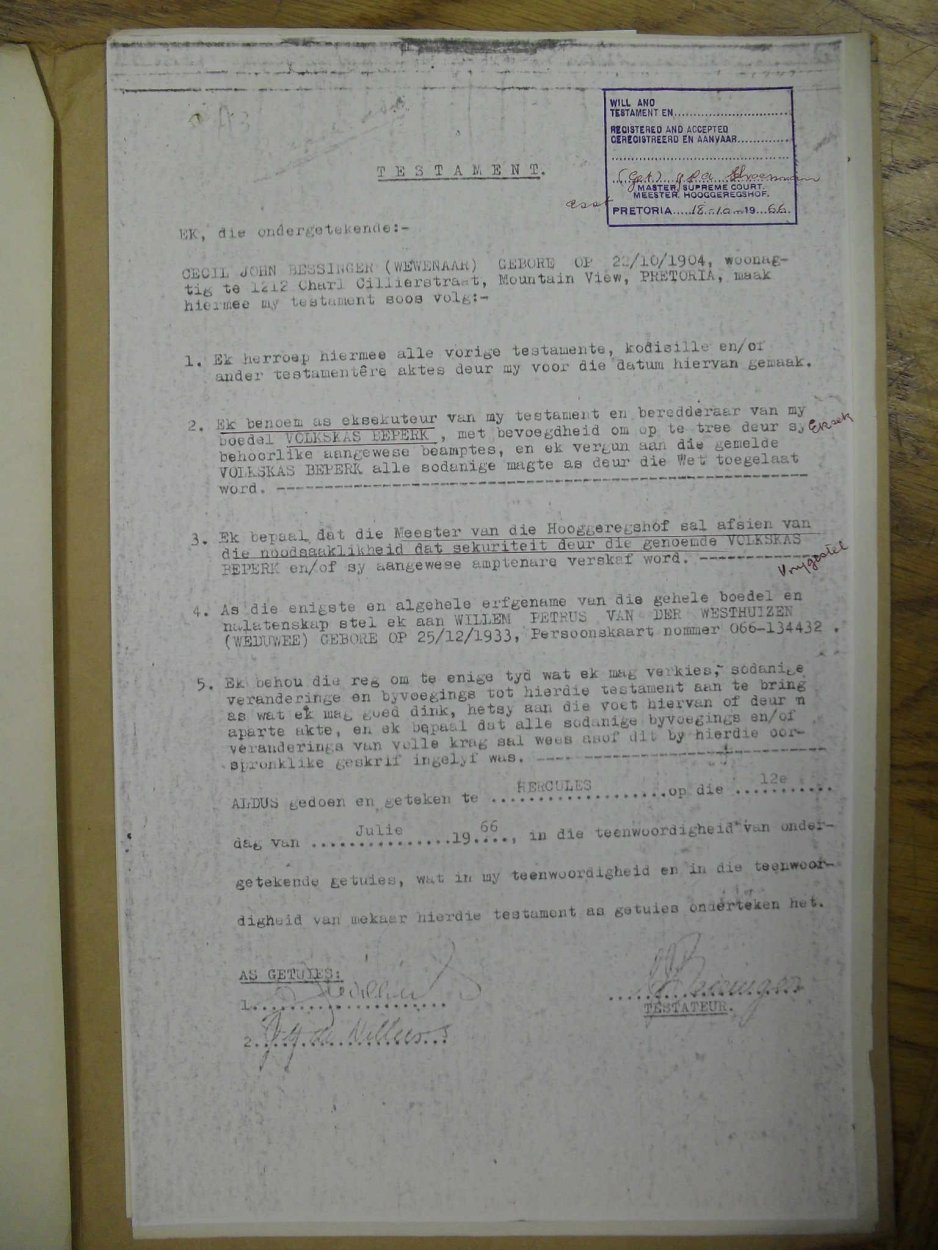 WILL AND
TESTAMENT EN....................
REGISTERED AND ACCEPTED
GEREGISTREERD EN AANVAAR..............
(Get)
MASTER, SUPREME COURT.
MEESTER, HOOGGEREGSHOF.
asst
PRETORIA.....18.10.....19...66.
T E S T A M E N T.
EK, die ondergetekende:-
CECIL JOHN BESSINGER (WEWENAAR) GEBORE OP 22/10/1904, woonag-
tig te 1212 Charl Cillierstraat, Mountain View, PRETORIA, maak
hiermee my testament soos volg:-
1. Ek herroep hiermee alle vorige testamente, kodisille en/of
ander testamentêre aktes deur my voor die datum hiervan gemaak.
2. Ek benoem as eksekuteur van my testament en beredderaar van my
boedel VOLKSKAS BEPERK, met bevoegdheid om op te tree deur sy Eksek
behoorlike aangewese beamptes, en ek vergun aan die gemelde
VOLKSKAS BEPERK alle sodanige magte as deur die Wet toegelaat
word. ----------
3. Ek bepaal dat die Meester van die Hooggeregshof sal afsien van
die noodsaaklikheid dat sekuriteit deur die genoemde VOLKSKAS
BEPERK en/of sy aangewese amptenare verskaf word. ---------- Vrygestel
4. As die enigste en algehele erfgename van die gehele boedel en
nalatenskap stel ek aan WILLEM PETRUS VAN DER WESTHUIZEN
(WEDUWEE) GEBORE OP 25/12/1933, Persoonskaart nommer 066-134432 .
5. Ek behou die reg om te enige tyd wat ek mag verkies, sodanige
veranderinge en byvoegings tot hierdie testament aan te bring
as wat ek mag goed dink, hetsy aan die voet hiervan of deur 'n
aparte akte, en ek bepaal dat alle sodanige byvoegings en/of
veranderings van volle krag sal wees asof dit by hierdie oor-
spronklike geskrif ingelyf was. ----------
ALDUS gedoen en geteken te ......HERCULES......op die ...12e...
dag van ....Julie....19.66., in die teenwoordigheid van onder-
getekende getuies, wat in my teenwoordigheid en in die teenwoor-
digheid van mekaar hierdie testament as getuies onderteken het.
AS GETUIES:
1.....................
Bessinger
TESTATEUR.
2. de Villiers